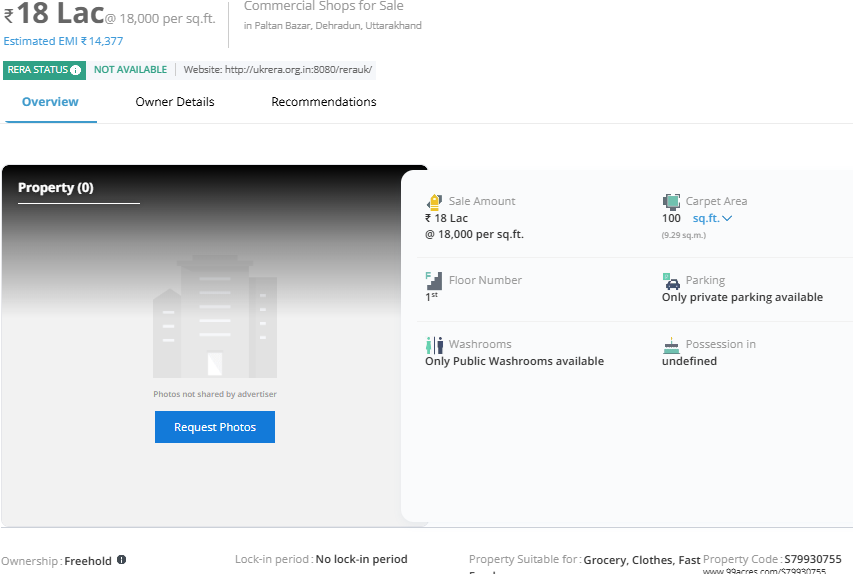 ₹18 Lac@ 18,000 per sq.ft.
Estimated EMI ₹14,377
Commercial Shops for Sale
in Paltan Bazar, Dehradun, Uttarakhand
RERA STATUS i NOT AVAILABLE Website: http://ukrera.org.in:8080/rerauk/
Overview Owner Details Recommendations
Property (0)
Photos not shared by advertiser
Request Photos
Sale Amount
₹ 18 Lac
@ 18,000 per sq.ft.
Carpet Area
100 sq.ft.
(9.29 sq.m.)
F Floor Number
1st
Parking
Only private parking available
Washrooms
Only Public Washrooms available
Possession in
undefined
Ownership : Freehold i
Lock-in period : No lock-in period
Property Suitable for : Grocery, Clothes, Fast
Property Code : S79930755
www.99acres.com/S79930755